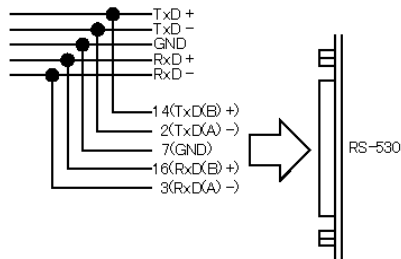 TxD +
TxD −
GND
RxD +
RxD −
14(TxD(B) +)
2(TxD(A) −)
7(GND)
16(RxD(B) +)
3(RxD(A) −)
RS-530